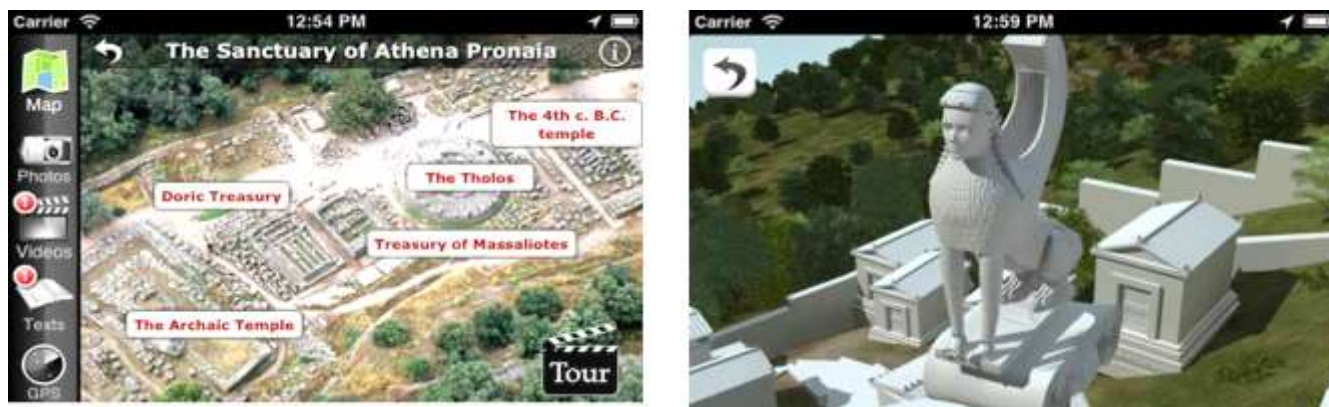 Carrier 12:54 PM
The Sanctuary of Athena Pronaia
Map
Photos
Videos
Texts
GPS
The 4th c. B.C.
temple
The Tholos
Doric Treasury
Treasury of Massaliotes
The Archaic Temple
Tour
Carrier 12:59 PM